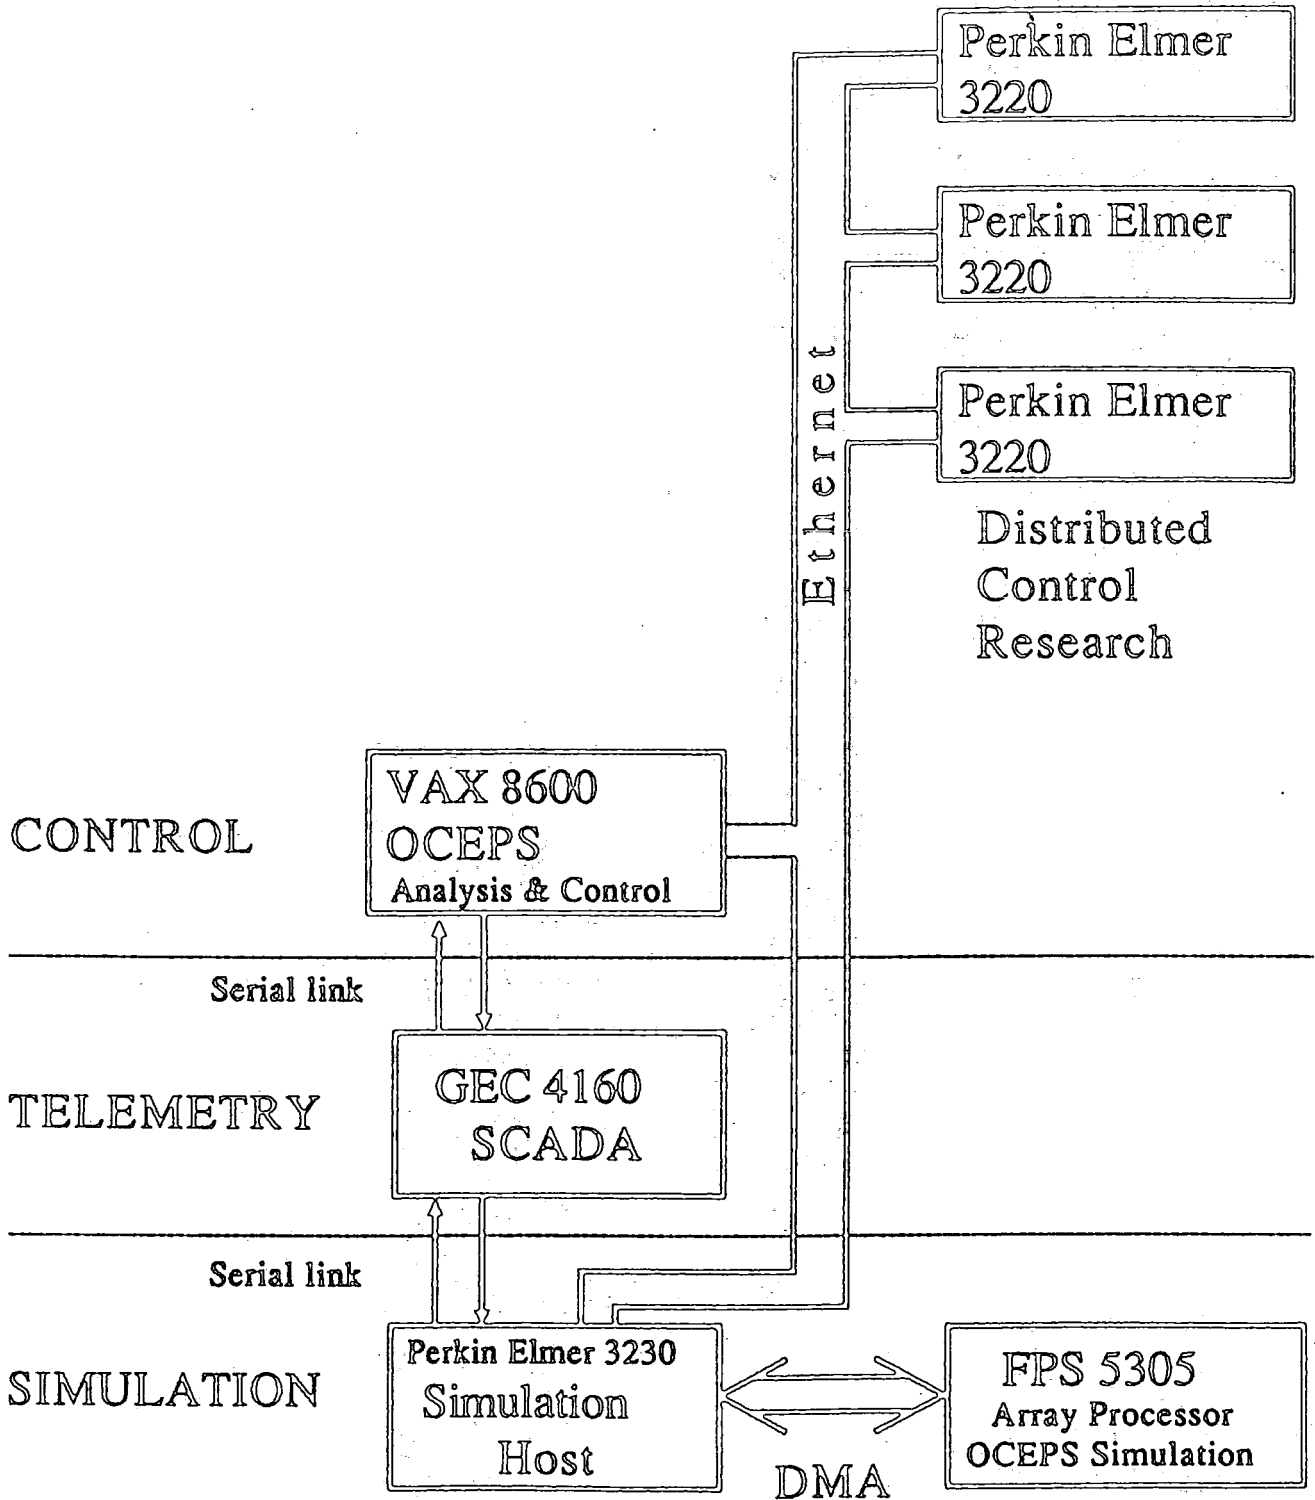 Perkin Elmer
3220
Perkin Elmer
3220
Perkin Elmer
3220
Ethernet
Distributed
Control
Research
CONTROL
VAX 8600
OCEPS
Analysis & Control
Serial link
TELEMETRY
GEC 4160
SCADA
Serial link
SIMULATION
Perkin Elmer 3230
Simulation
Host
DMA
FPS 5305
Array Processor
OCEPS Simulation